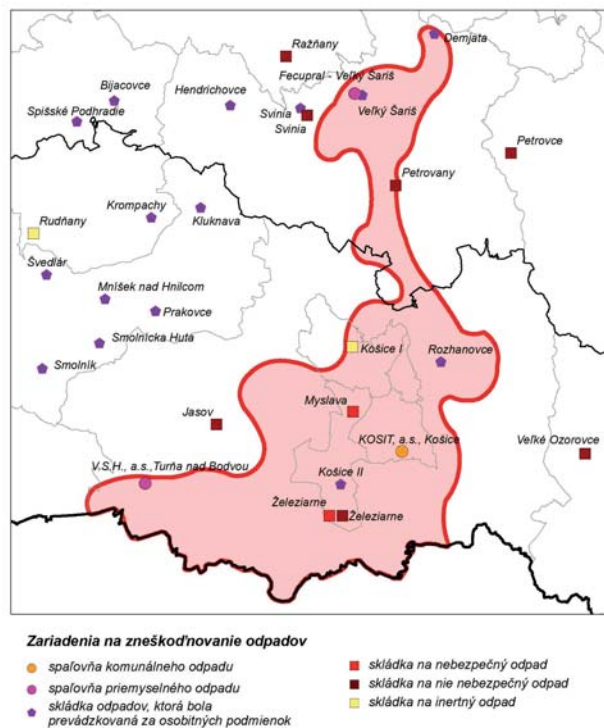 Demjata
Ražňany
Fecupral - Veľký Šariš
Bijacovce
Hendrichovce
Spišské Podhradie
Svinia
Svinia
Veľký Šariš
Petrovce
Petrovany
Krompachy
Kluknava
Rudňany
Švedlár
Mníšek nad Hnilcom
Prakovce
Smolnícka Huta
Smolník
Košice I
Rozhanovce
Myslava
Jasov
KOSIT, a.s., Košice
Veľké Ozorovce
V.S.H., a.s.,Turňa nad Bodvou
Košice II
Železiarne
Železiarne
Zariadenia na zneškodňovanie odpadov
spaľovňa komunálneho odpadu
spaľovňa priemyselného odpadu
skládka odpadov, ktorá bola
prevádzkovaná za osobitných podmienok
skládka na nebezpečný odpad
skládka na nie nebezpečný odpad
skládka na inertný odpad